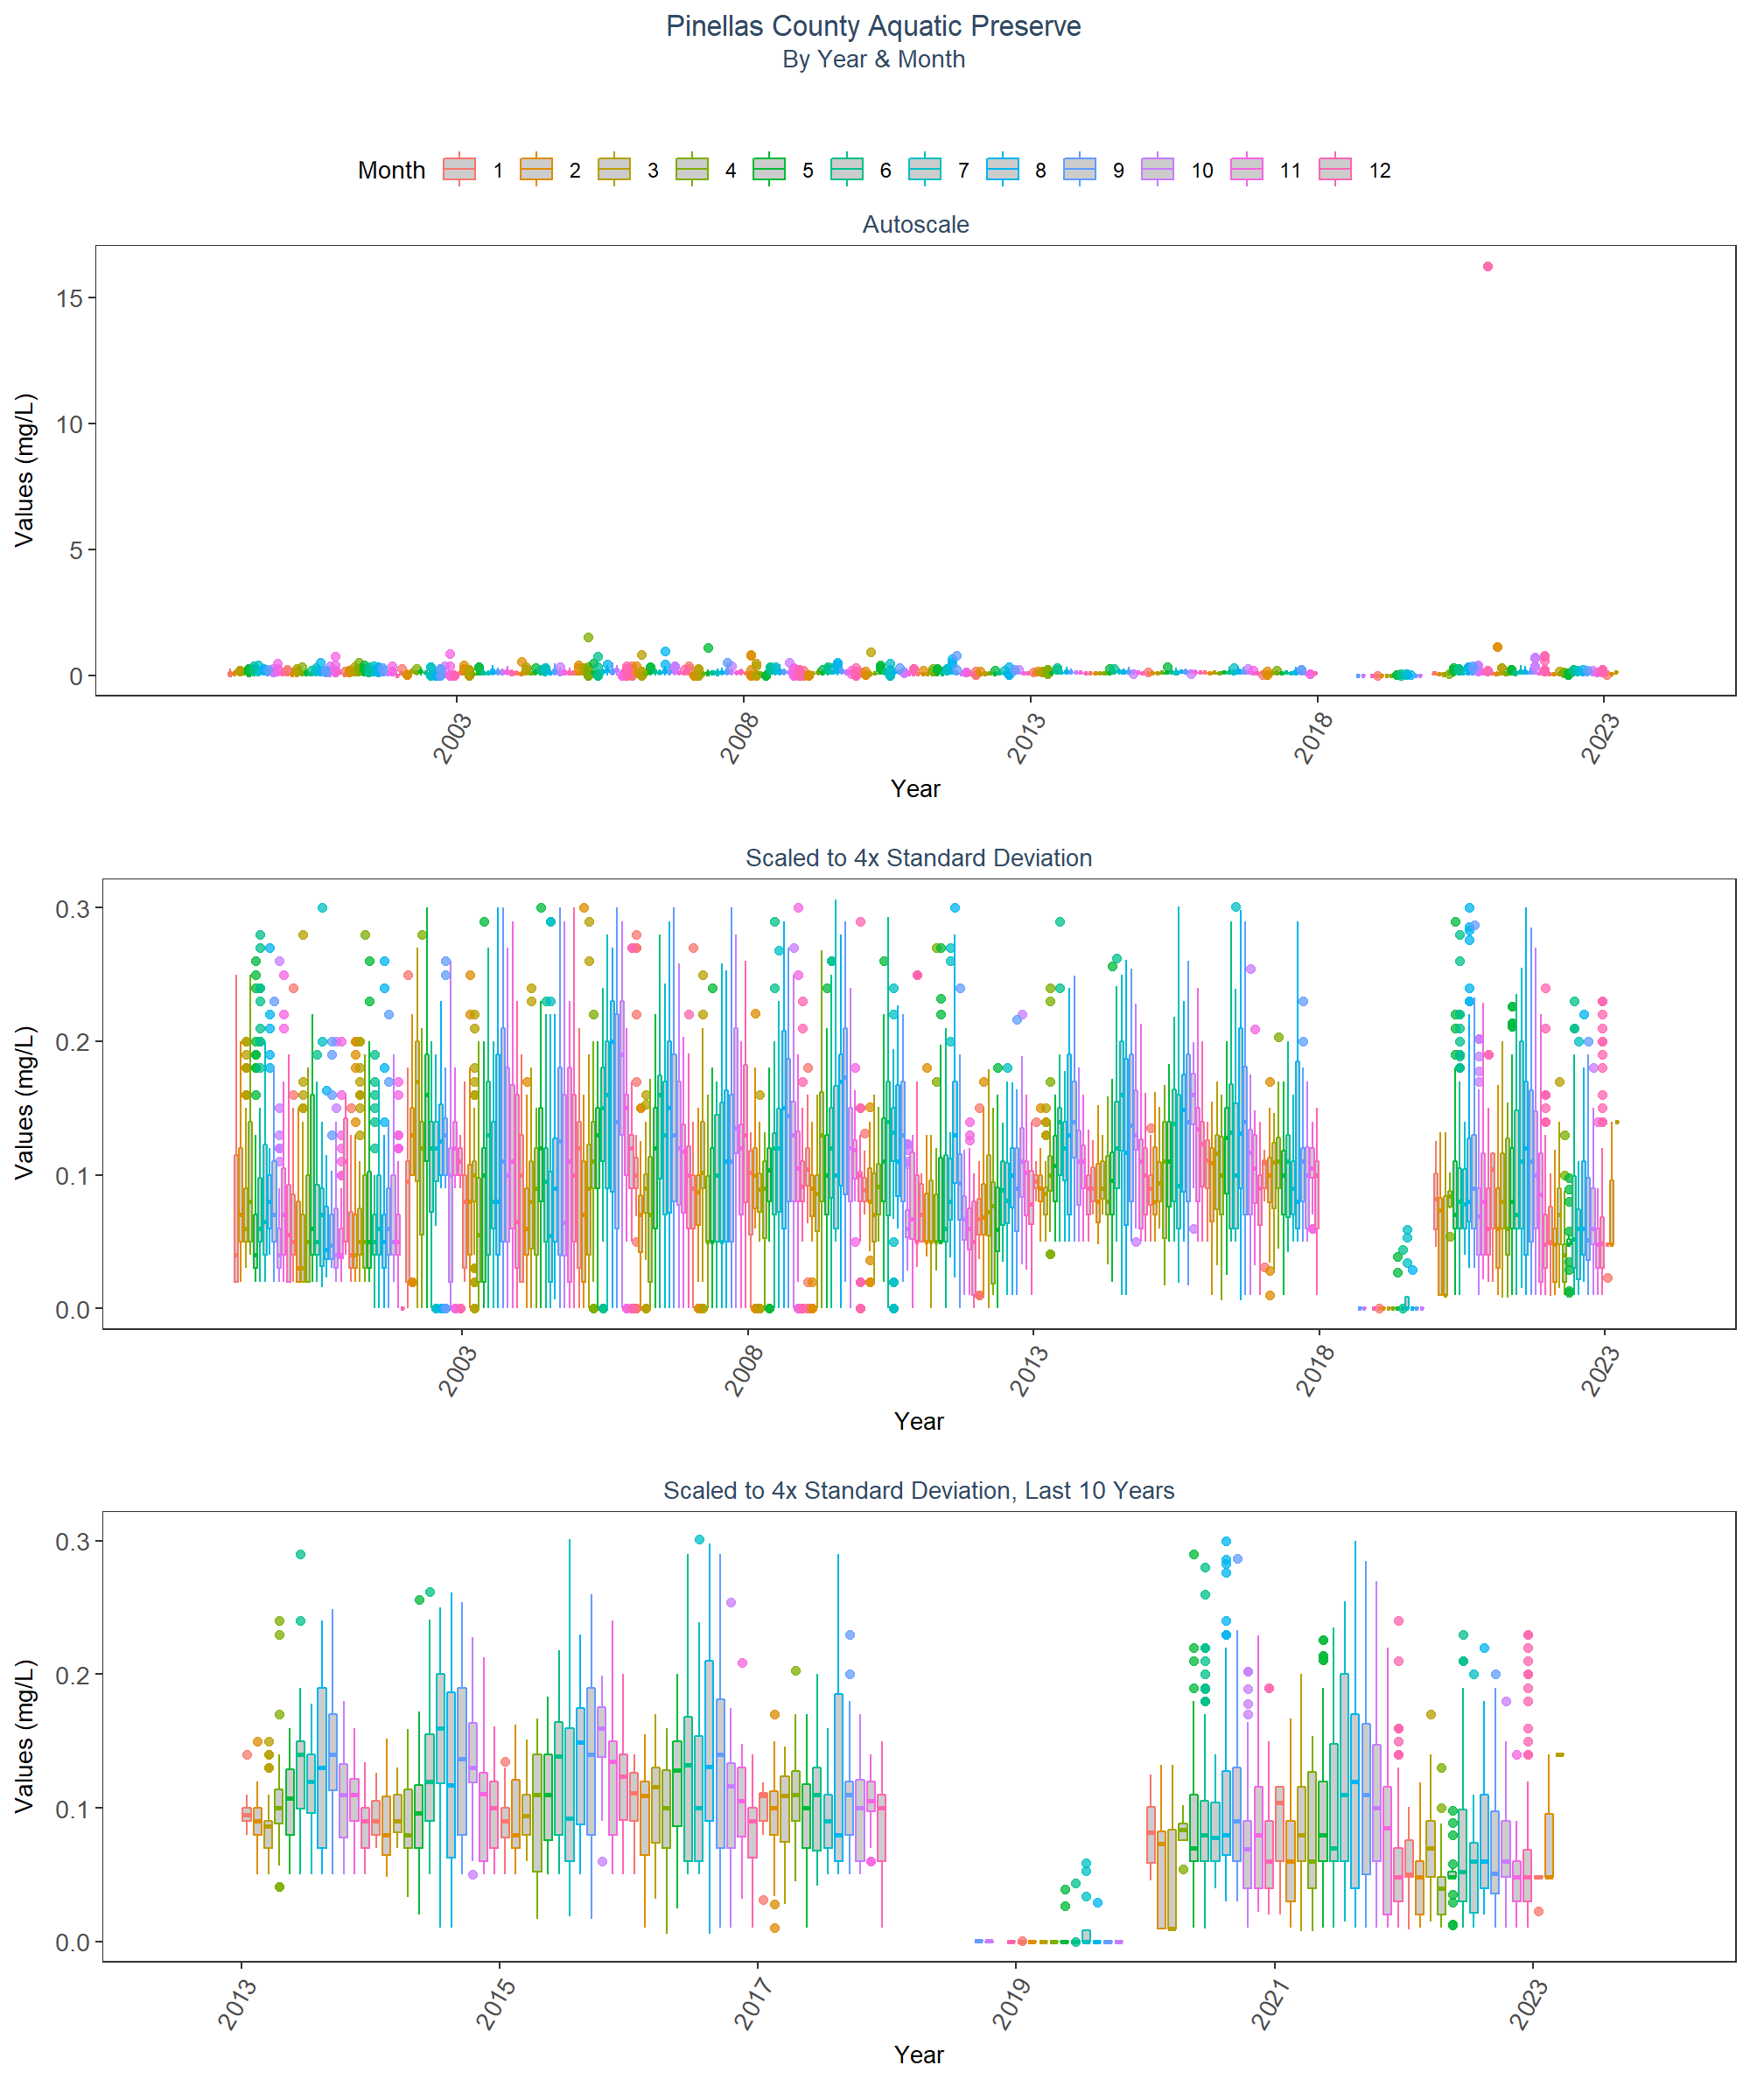 Pinellas County Aquatic Preserve
By Year & Month
Month 1 2 3 4 5 6 7 8 9 10 11 12
Autoscale
Values (mg/L)
15
10
5
0
2003 2008 2013 2018 2023
Year
Scaled to 4x Standard Deviation
Values (mg/L)
0.3
0.2
0.1
0.0
2003 2008 2013 2018 2023
Year
Scaled to 4x Standard Deviation, Last 10 Years
Values (mg/L)
0.3
0.2
0.1
0.0
2013 2015 2017 2019 2021 2023
Year